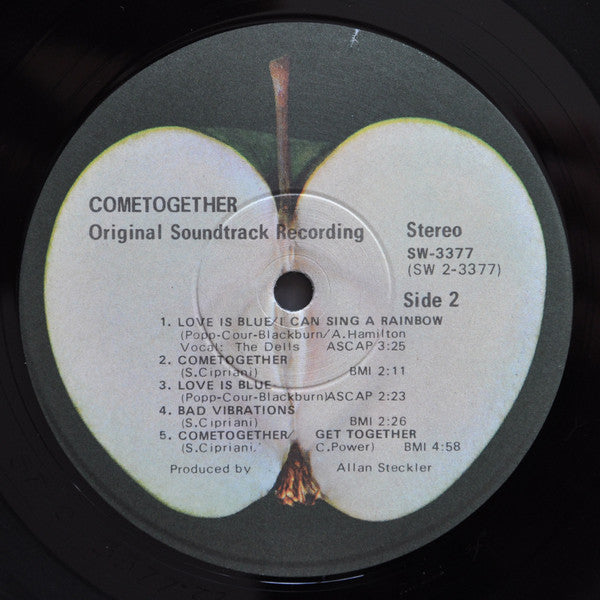 COMETOGETHER
Original Soundtrack Recording
Stereo
SW-3377
(SW 2-3377)
Side 2
1. LOVE IS BLUE/I CAN SING A RAINBOW
(Popp-Cour-Blackburn/A.Hamilton
Vocal: The Dells ASCAP 3:25
2. COMETOGETHER
(S.Cipriani) BMI 2:11
3. LOVE IS BLUE
(Popp-Cour-Blackburn)ASCAP 2:23
4. BAD VIBRATIONS
(S.Cipriani) BMI 2:26
5. COMETOGETHER/ GET TOGETHER
(S.Cipriani. C.Power) BMI 4:58
Produced by Allan Steckler